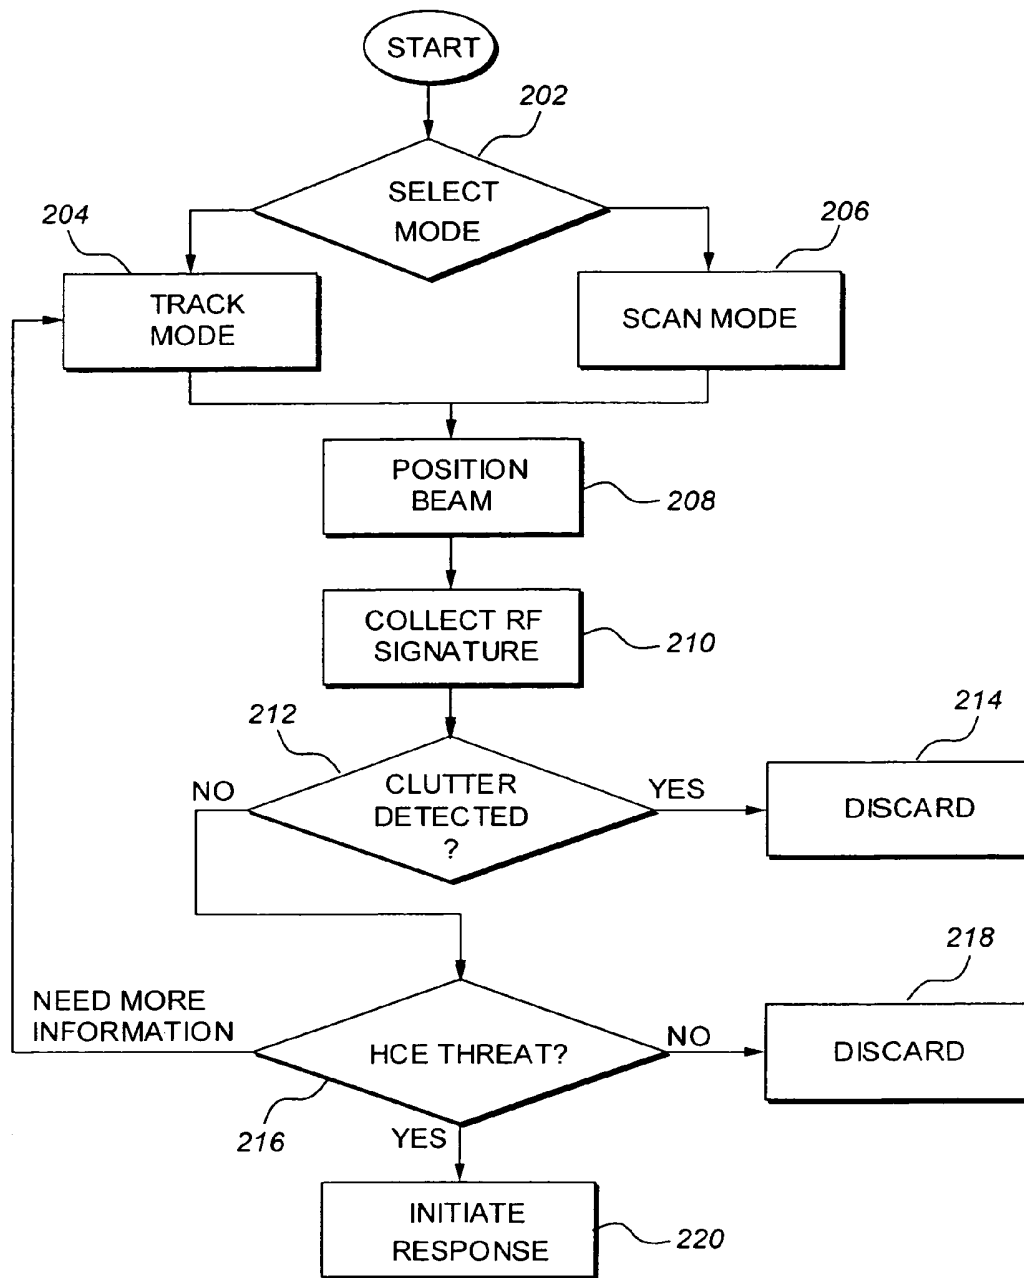 START
202
SELECT
MODE
204
206
TRACK
MODE
SCAN MODE
POSITION
BEAM
208
COLLECT RF
SIGNATURE
210
212
214
NO
CLUTTER
DETECTED
?
YES
DISCARD
218
NEED MORE
INFORMATION
HCE THREAT?
NO
DISCARD
216
YES
INITIATE
RESPONSE
220